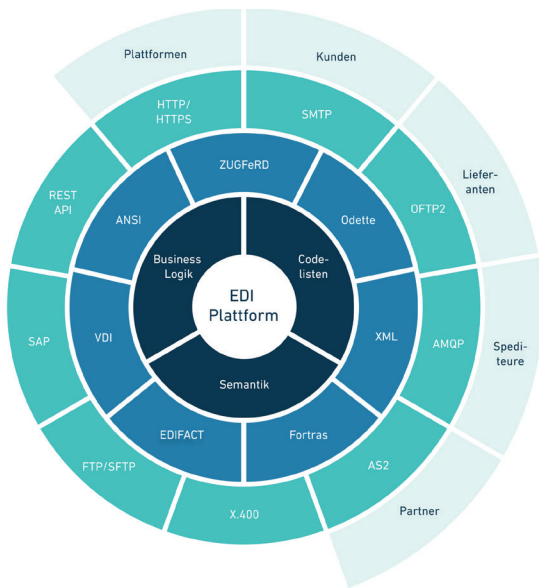 Plattformen
Kunden
Liefer-
anten
Spedi-
teure
Partner
HTTP/
HTTPS
SMTP
OFTP2
AMQP
AS2
X.400
FTP/SFTP
SAP
REST
API
ZUGFeRD
Odette
XML
Fortras
EDIFACT
VDI
ANSI
Business
Logik
Code-
listen
Semantik
EDI
Plattform